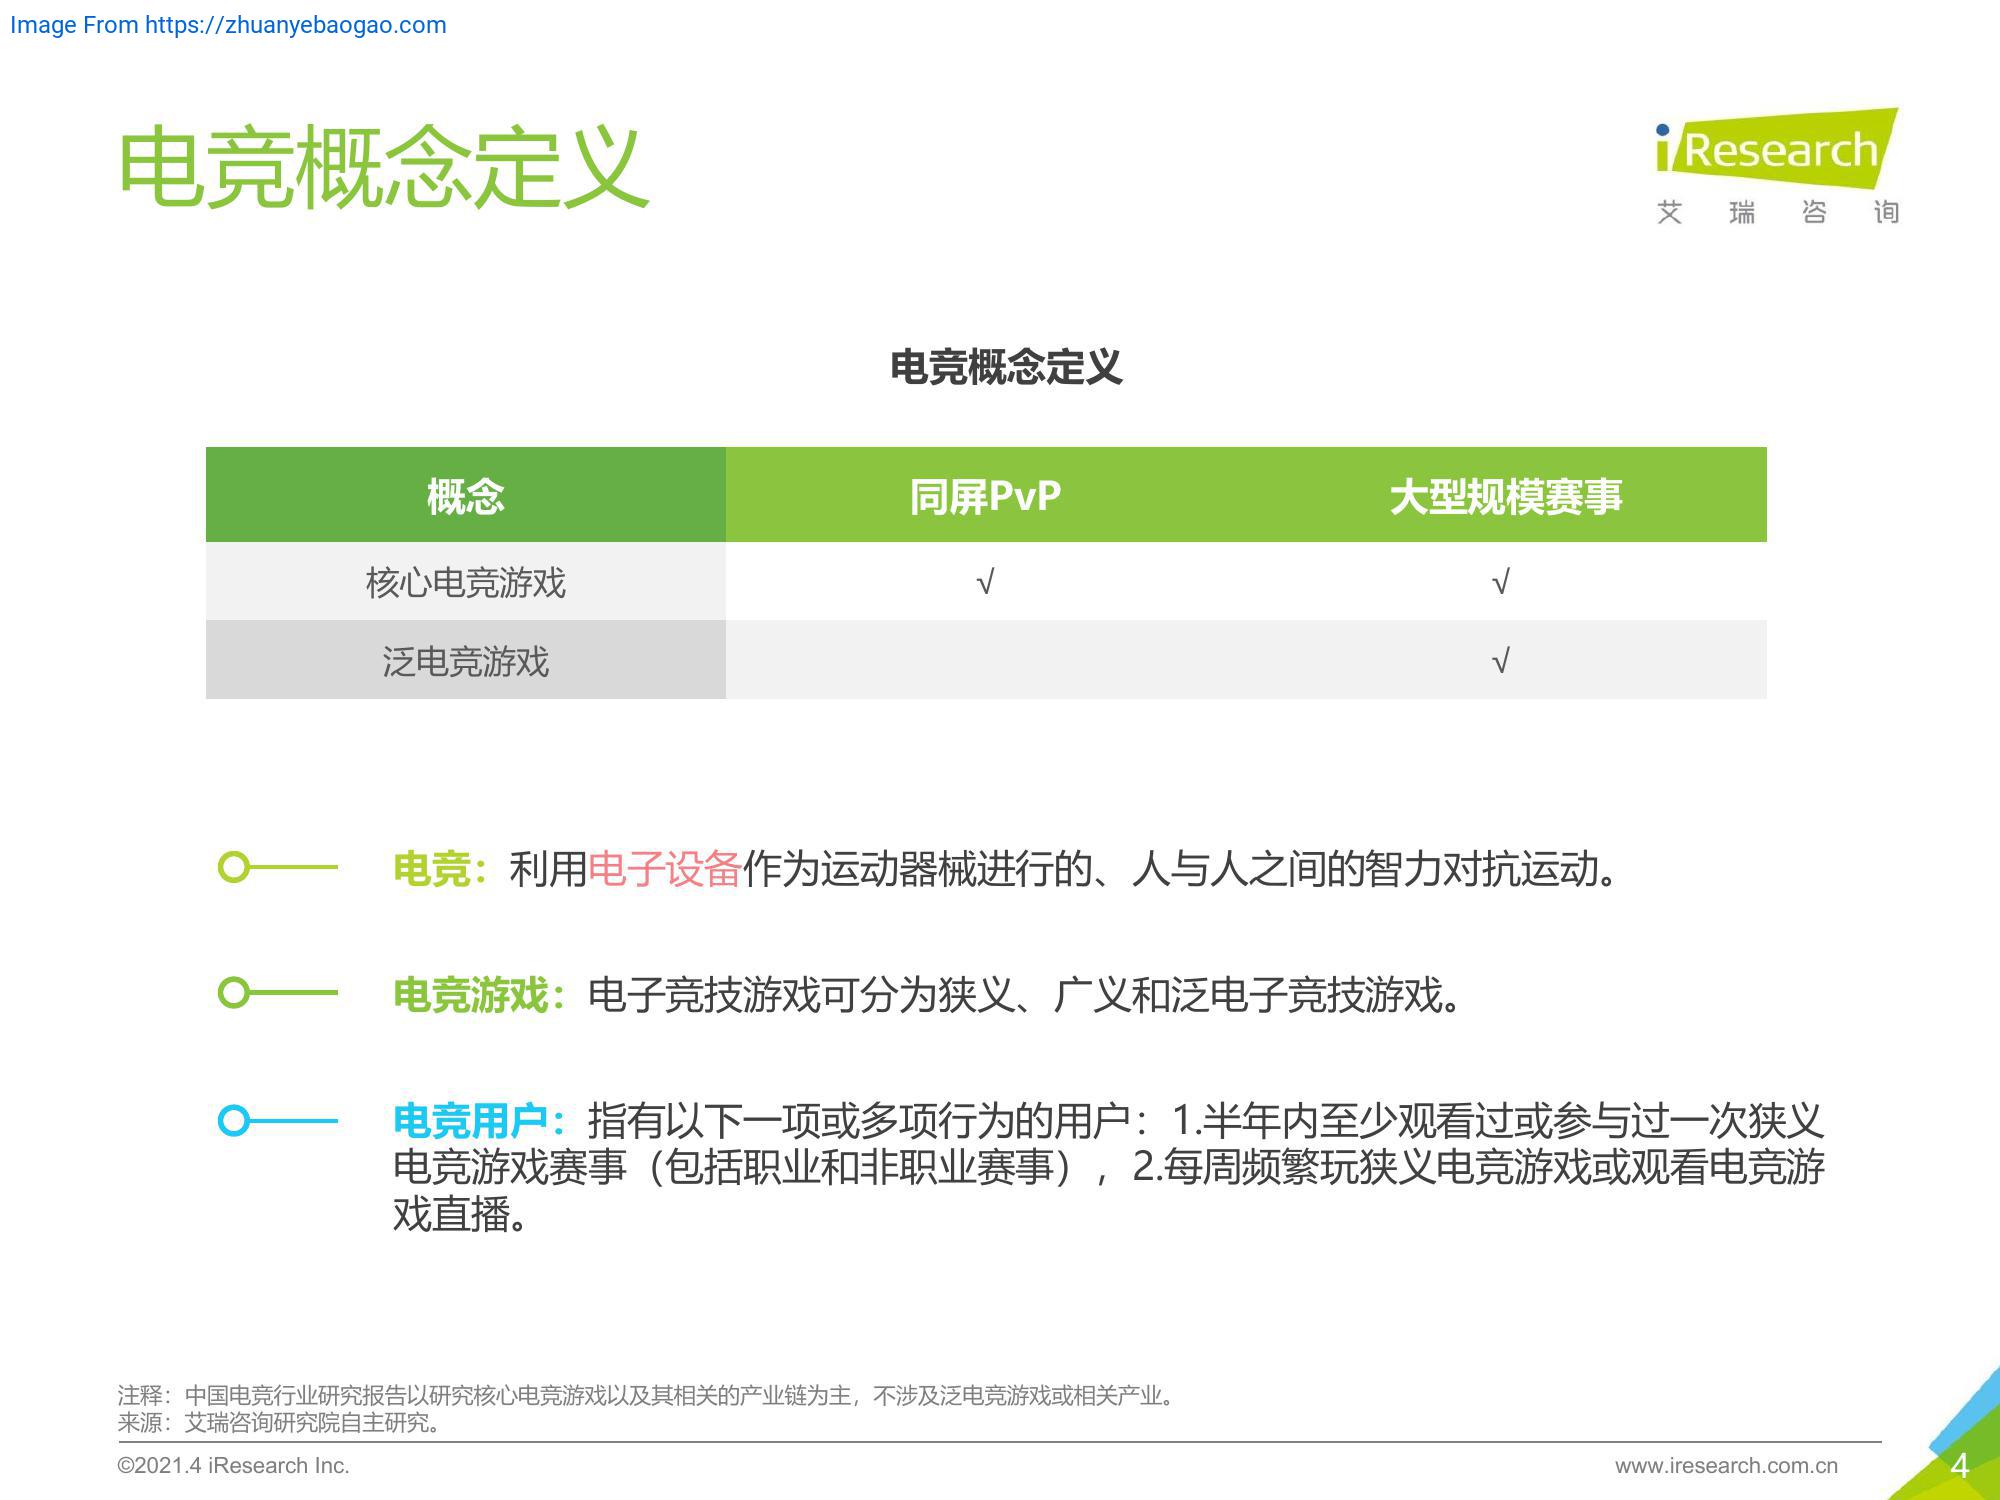 Image From https://zhuanyebaogao.com
电竞概念定义
iResearch
艾瑞咨询
电竞概念定义
概念 同屏PvP 大型规模赛事
核心电竞游戏 √ √
泛电竞游戏 √
电竞：利用电子设备作为运动器械进行的、人与人之间的智力对抗运动。
电竞游戏：电子竞技游戏可分为狭义、广义和泛电子竞技游戏。
电竞用户：指有以下一项或多项行为的用户：1.半年内至少观看过或参与过一次狭义
电竞游戏赛事（包括职业和非职业赛事），2.每周频繁玩狭义电竞游戏或观看电竞游
戏直播。
注释：中国电竞行业研究报告以研究核心电竞游戏以及其相关的产业链为主，不涉及泛电竞游戏或相关产业。
来源：艾瑞咨询研究院自主研究。
©2021.4 iResearch Inc.
www.iresearch.com.cn
4